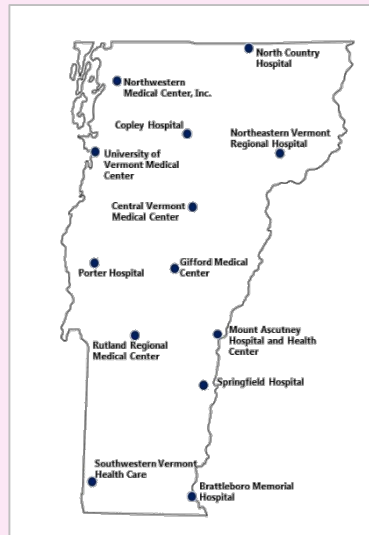 North Country
Hospital
Northwestern
Medical Center, Inc.
Copley Hospital
Northeastern Vermont
Regional Hospital
University of
Vermont Medical
Center
Central Vermont
Medical Center
Gifford Medical
Center
Porter Hospital
Mount Ascutney
Hospital and Health
Center
Rutland Regional
Medical Center
Springfield Hospital
Southwestern Vermont
Health Care
Brattleboro Memorial
Hospital